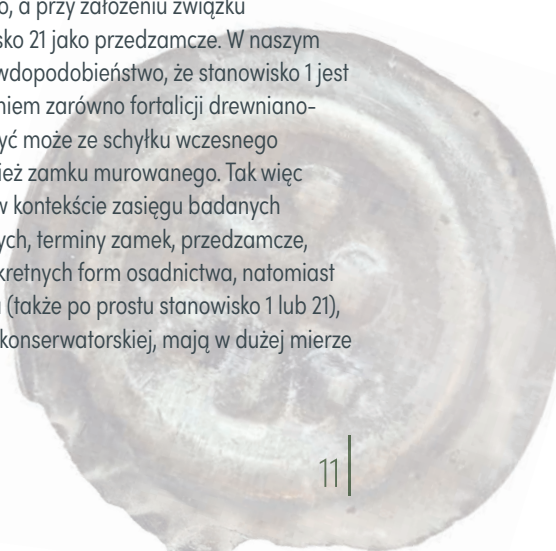 o, a przy założeniu związku
sko 21 jako przedzamcze. W naszym
wdopodobieństwo, że stanowisko 1 jest
niem zarówno fortalicji drewniano-
yć może ze schyłku wczesnego
ież zamku murowanego. Tak więc
w kontekście zasięgu badanych
ych, terminy zamek, przedzamcze,
kretnych form osadnictwa, natomiast
(także po prostu stanowisko 1 lub 21),
konserwatorskiej, mają w dużej mierze
11